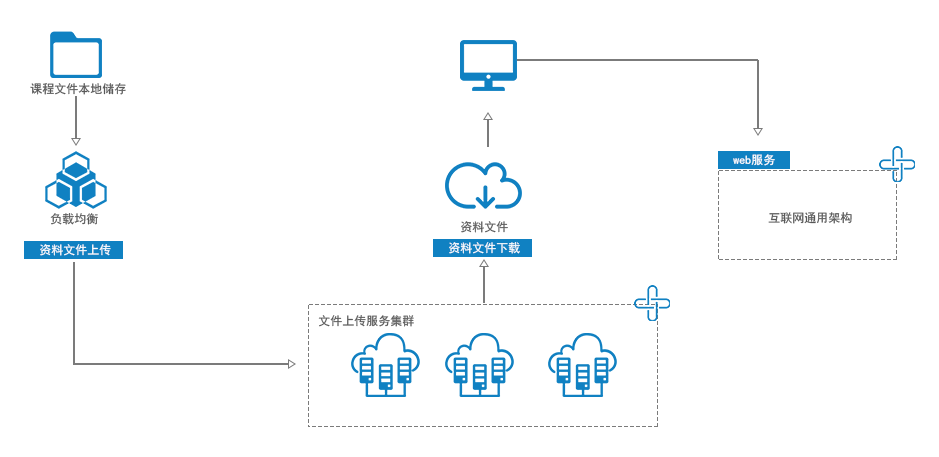 课程文件本地储存
负载均衡
资料文件上传
文件上传服务集群
资料文件
资料文件下载
web服务
互联网通用架构